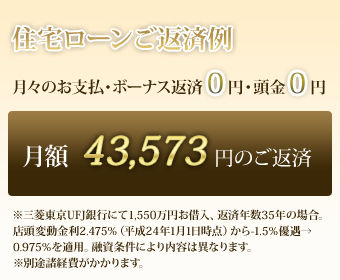 住宅ローンご返済例
月々のお支払・ボーナス返済0円・頭金0円
月額 43,573円のご返済
※三菱東京UFJ銀行にて1,550万円お借入、返済年数35年の場合。
店頭変動金利2.475%（平成24年1月1日時点）から-1.5%優遇→
0.975%を適用。融資条件により内容は異なります。
※別途諸経費がかかります。